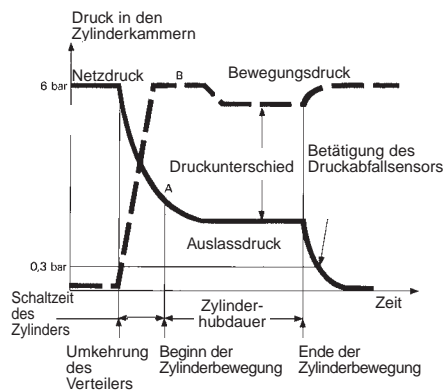 Druck in den
Zylinderkammern
Netzdruck
B
Bewegungsdruck
6 bar
Betätigung des
Druckabfallsensors
Druckunterschied
A
Auslassdruck
0,3 bar
Zeit
Schaltzeit
des
Zylinders
Zylinder-
hubdauer
Umkehrung
des
Verteilers
Beginn der
Zylinderbewegung
Ende der
Zylinderbewegung